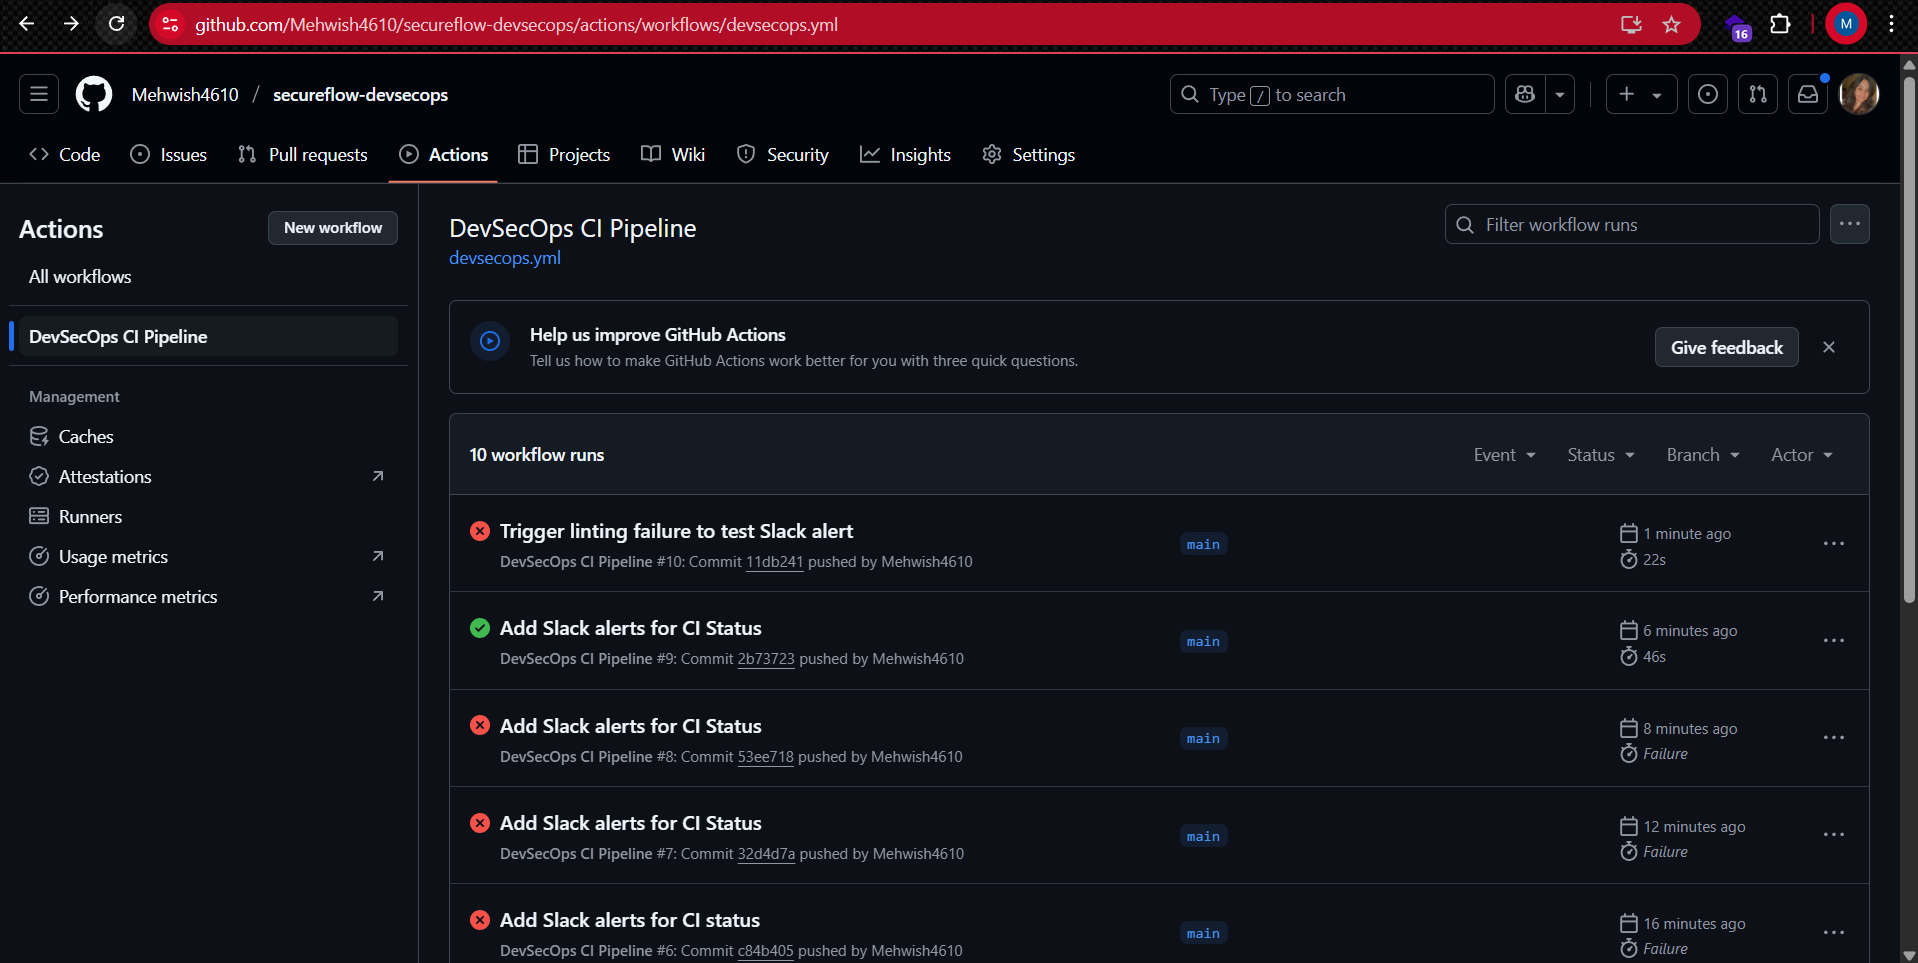 github.com/Mehwish4610/secureflow-devsecops/actions/workflows/devsecops.yml
16
M
Mehwish4610 / secureflow-devsecops
Type / to search
Code
Issues
Pull requests
Actions
Projects
Wiki
Security
Insights
Settings
Actions
New workflow
All workflows
DevSecOps CI Pipeline
Management
Caches
Attestations
Runners
Usage metrics
Performance metrics
DevSecOps CI Pipeline
devsecops.yml
Filter workflow runs
Help us improve GitHub Actions
Tell us how to make GitHub Actions work better for you with three quick questions.
Give feedback
10 workflow runs
Event
Status
Branch
Actor
Trigger linting failure to test Slack alert
DevSecOps CI Pipeline #10: Commit 11db241 pushed by Mehwish4610
main
1 minute ago
22s
Add Slack alerts for CI Status
DevSecOps CI Pipeline #9: Commit 2b73723 pushed by Mehwish4610
main
6 minutes ago
46s
Add Slack alerts for CI Status
DevSecOps CI Pipeline #8: Commit 53ee718 pushed by Mehwish4610
main
8 minutes ago
Failure
Add Slack alerts for CI Status
DevSecOps CI Pipeline #7: Commit 32d4d7a pushed by Mehwish4610
main
12 minutes ago
Failure
Add Slack alerts for CI status
DevSecOps CI Pipeline #6: Commit c84b405 pushed by Mehwish4610
main
16 minutes ago
Failure